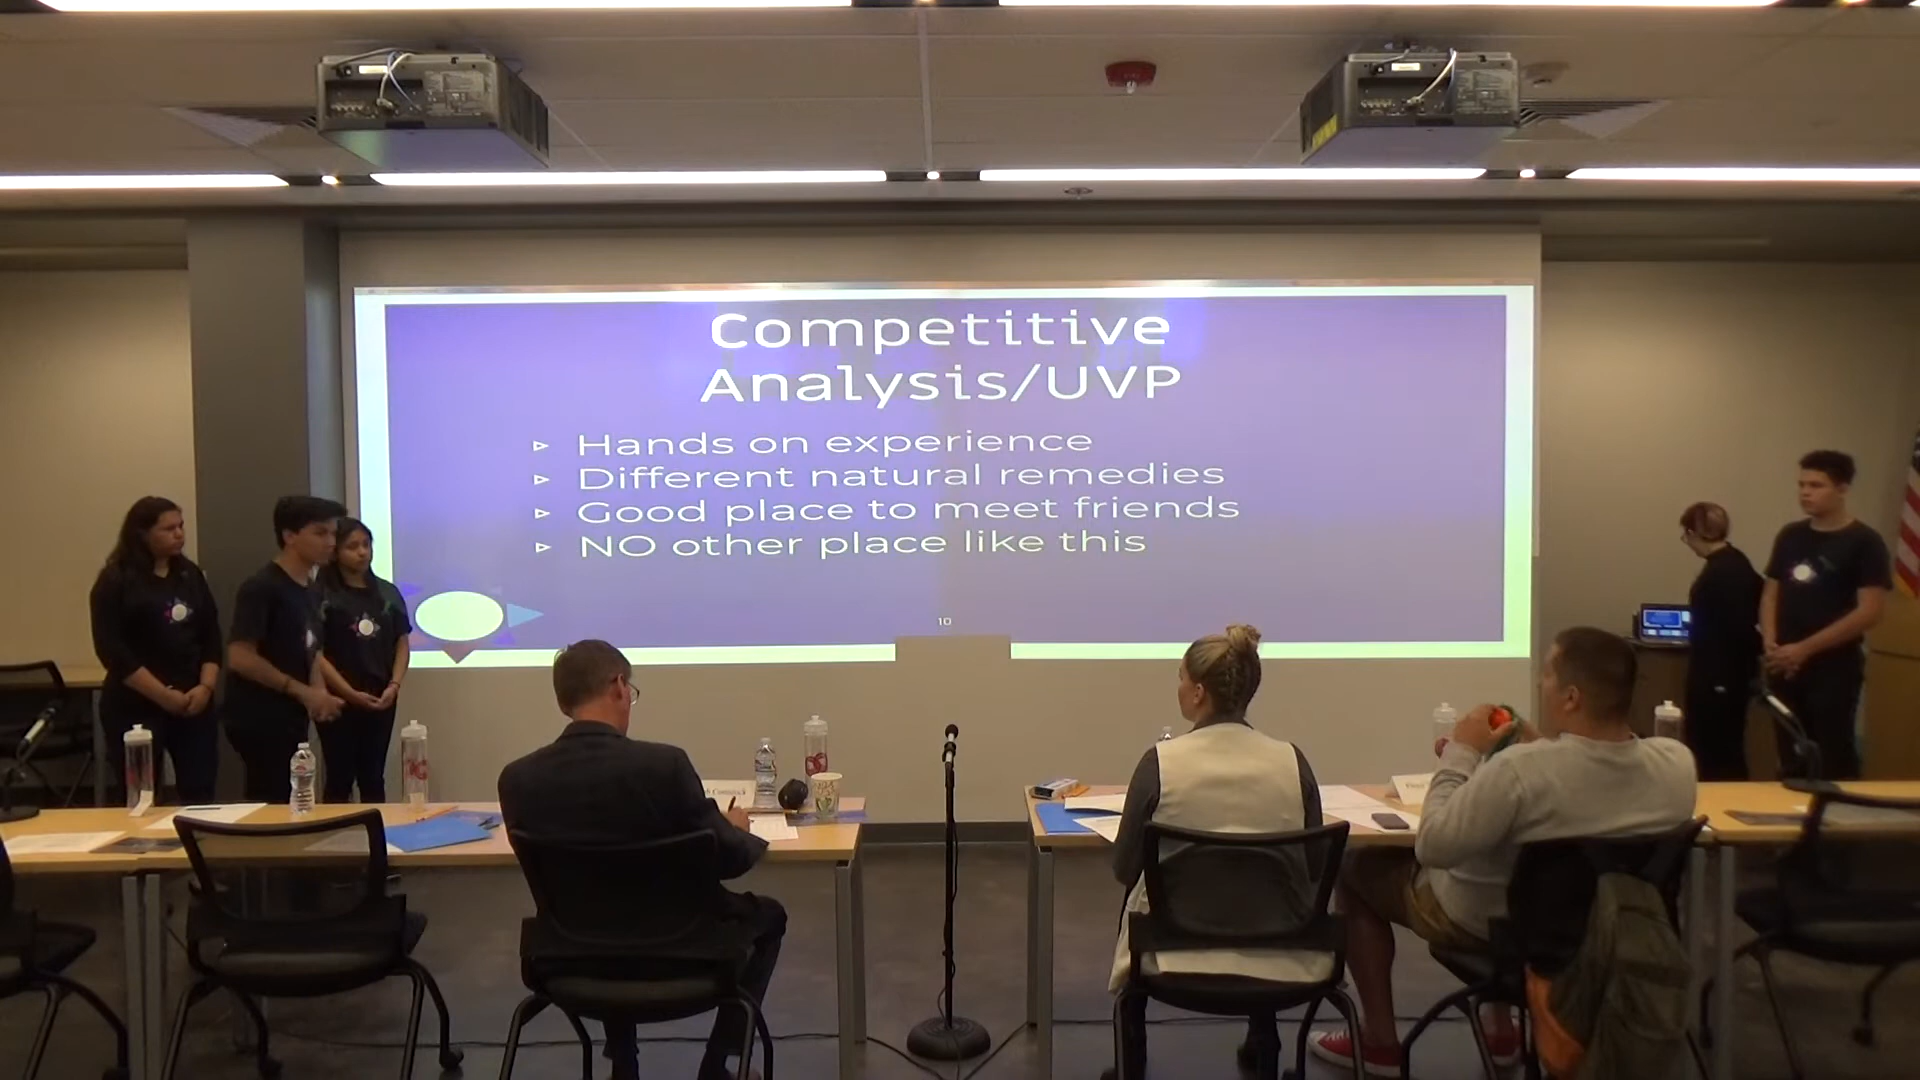 Competitive
Analysis/UVP
▹ Hands on experience
▹ Different natural remedies
▹ Good place to meet friends
▹ NO other place like this
10